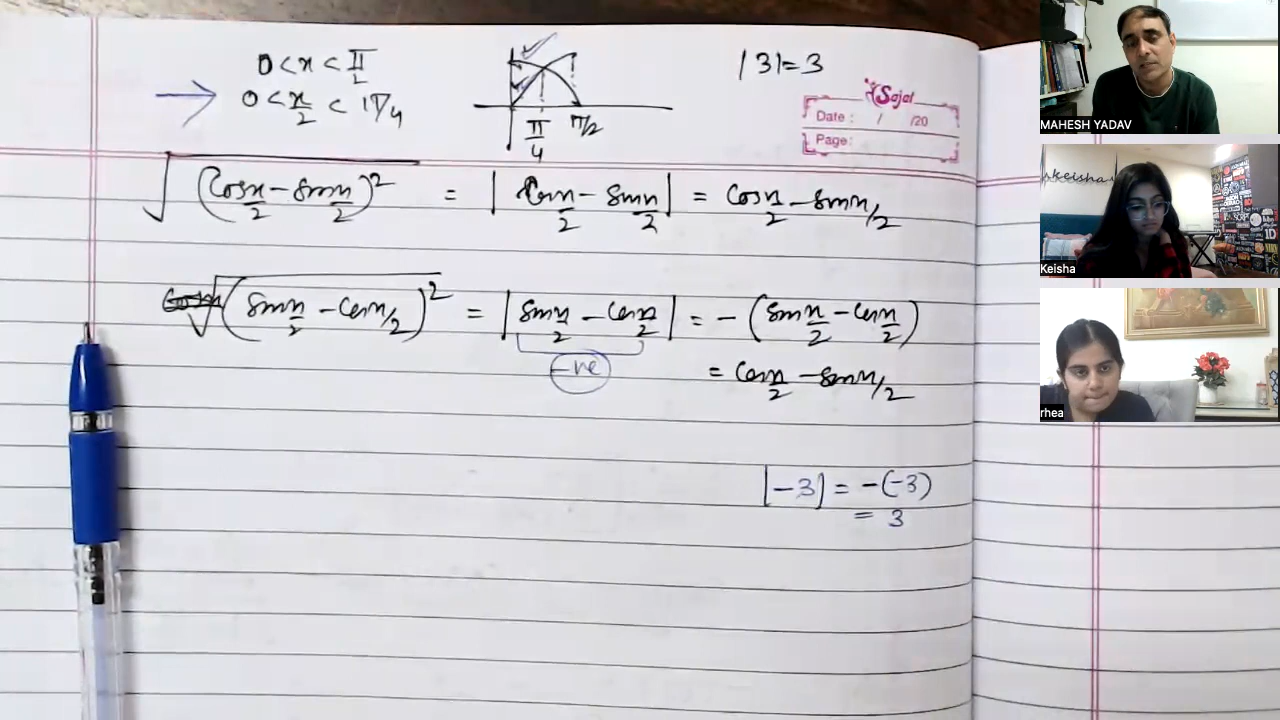 0 < x < π/2
0 < x/2 < π/4
π/4 π/2
|3| = 3
Sajal
Date : / /20
Page:
√(Cos x/2 − Sin x/2)² = |Cos x/2 − Sin x/2| = Cos x/2 − Sin x/2
√(Sin x/2 − Cos x/2)² = |Sin x/2 − Cos x/2| = −(Sin x/2 − Cos x/2)
−ve
= Cos x/2 − Sin x/2
|−3| = −(−3)
= 3
MAHESH YADAV
keisha
Keisha
rhea